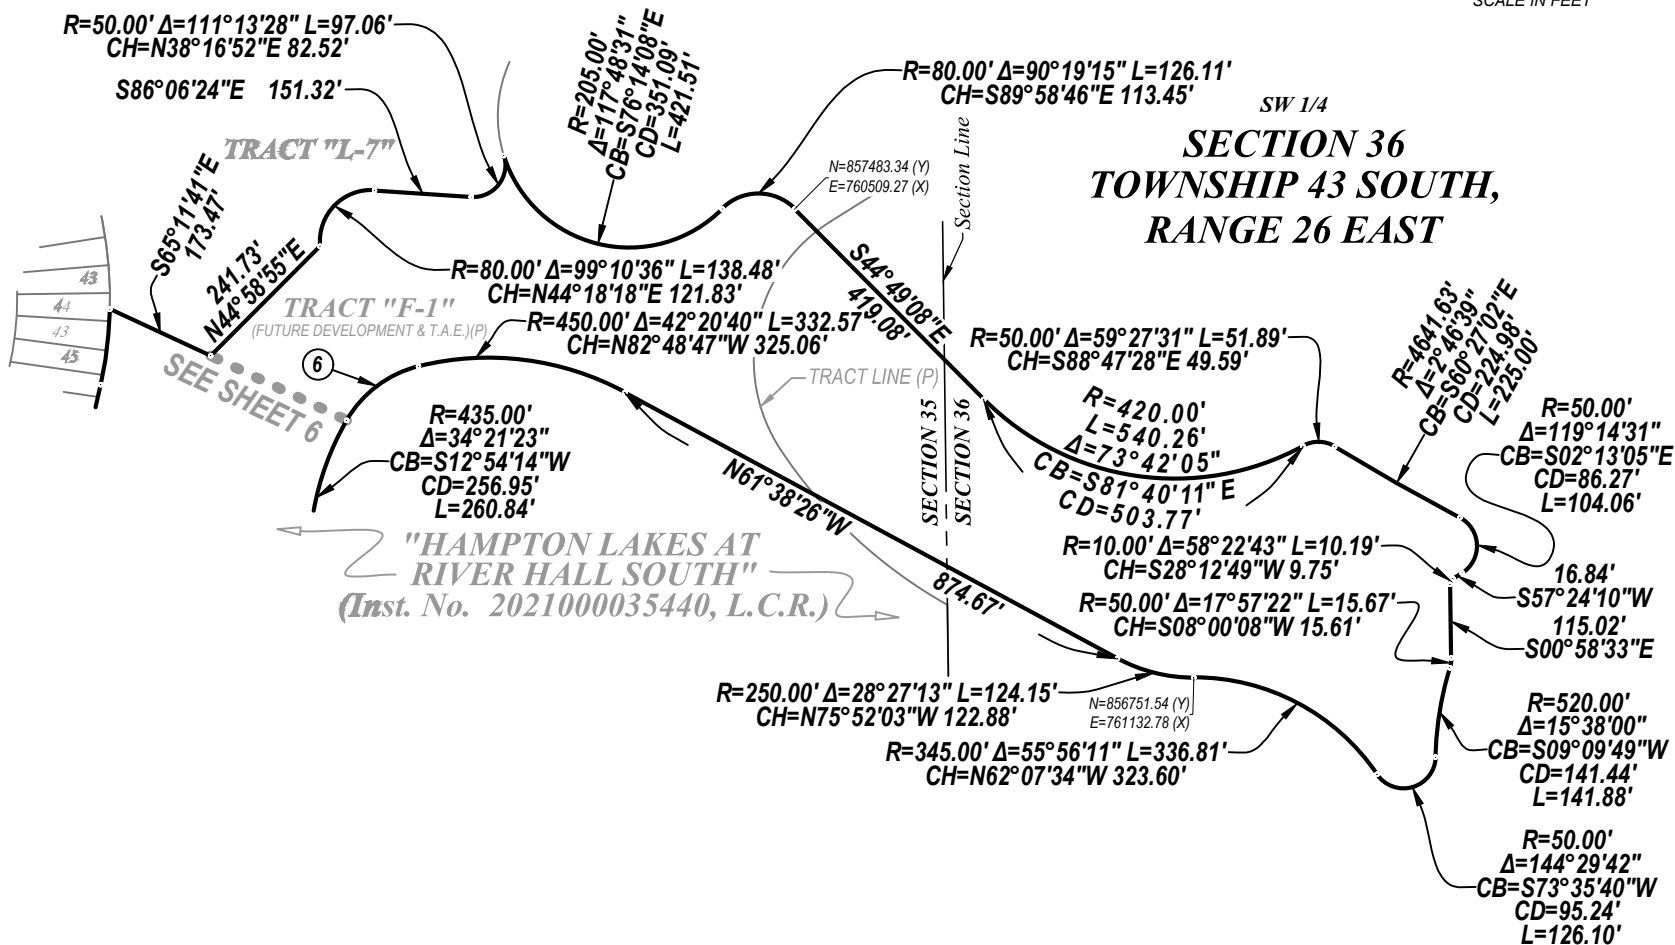 SCALE IN FEET
R=50.00' Δ=111°13'28" L=97.06'
CH=N38°16'52"E 82.52'
S86°06'24"E 151.32'
TRACT "L-7"
R=205.00'
Δ=117°48'31"
CB=S76°14'08"E
CD=351.09'
L=421.51'
R=80.00' Δ=90°19'15" L=126.11'
CH=S89°58'46"E 113.45'
N=857483.34 (Y)
E=760509.27 (X)
Section Line
SW 1/4
SECTION 36
TOWNSHIP 43 SOUTH,
RANGE 26 EAST
S65°11'41"E
173.47'
241.73'
N44°58'55"E
43
44
43
45
R=80.00' Δ=99°10'36" L=138.48'
CH=N44°18'18"E 121.83'
TRACT "F-1"
(FUTURE DEVELOPMENT & T.A.E.)(P)
R=450.00' Δ=42°20'40" L=332.57'
CH=N82°48'47"W 325.06'
6
SEE SHEET 6
TRACT LINE (P)
S44°49'08"E
419.08'
R=50.00' Δ=59°27'31" L=51.89'
CH=S88°47'28"E 49.59'
R=4641.63'
Δ=2°46'39"
CB=S60°27'02"E
CD=224.98'
L=225.00'
R=50.00'
Δ=119°14'31"
CB=S02°13'05"E
CD=86.27'
L=104.06'
R=435.00'
Δ=34°21'23"
CB=S12°54'14"W
CD=256.95'
L=260.84'
R=420.00'
L=540.26'
Δ=73°42'05"
CB=S81°40'11"E
CD=503.77'
SECTION 35
SECTION 36
N61°38'26"W
874.67'
"HAMPTON LAKES AT
RIVER HALL SOUTH"
(Inst. No. 2021000035440, L.C.R.)
R=10.00' Δ=58°22'43" L=10.19'
CH=S28°12'49"W 9.75'
16.84'
S57°24'10"W
R=50.00' Δ=17°57'22" L=15.67'
CH=S08°00'08"W 15.61'
115.02'
S00°58'33"E
R=250.00' Δ=28°27'13" L=124.15'
CH=N75°52'03"W 122.88'
N=856751.54 (Y)
E=761132.78 (X)
R=345.00' Δ=55°56'11" L=336.81'
CH=N62°07'34"W 323.60'
R=520.00'
Δ=15°38'00"
CB=S09°09'49"W
CD=141.44'
L=141.88'
R=50.00'
Δ=144°29'42"
CB=S73°35'40"W
CD=95.24'
L=126.10'